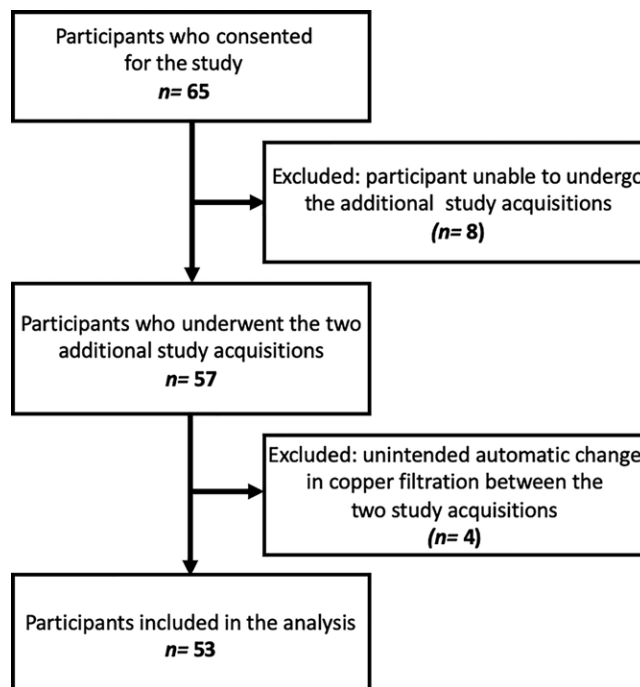 Participants who consented
for the study
n= 65
Excluded: participant unable to undergo
the additional study acquisitions
(n= 8)
Participants who underwent the two
additional study acquisitions
n= 57
Excluded: unintended automatic change
in copper filtration between the
two study acquisitions
(n= 4)
Participants included in the analysis
n= 53